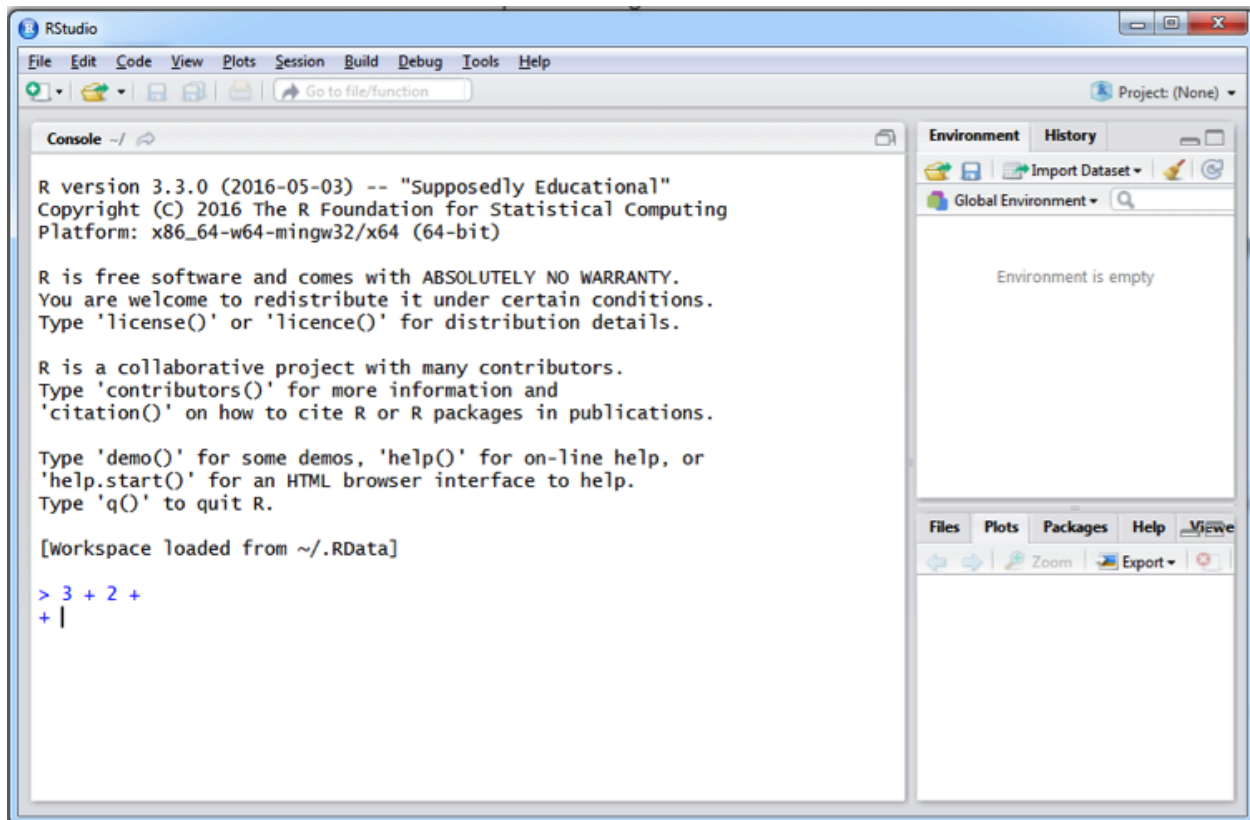 RStudio
File Edit Code View Plots Session Build Debug Tools Help
Go to file/function
Project: (None)
Console ~/
R version 3.3.0 (2016-05-03) -- "Supposedly Educational"
Copyright (C) 2016 The R Foundation for Statistical Computing
Platform: x86_64-w64-mingw32/x64 (64-bit)
R is free software and comes with ABSOLUTELY NO WARRANTY.
You are welcome to redistribute it under certain conditions.
Type 'license()' or 'licence()' for distribution details.
R is a collaborative project with many contributors.
Type 'contributors()' for more information and
'citation()' on how to cite R or R packages in publications.
Type 'demo()' for some demos, 'help()' for on-line help, or
'help.start()' for an HTML browser interface to help.
Type 'q()' to quit R.
[Workspace loaded from ~/.RData]
> 3 + 2 +
+
Environment History
Import Dataset
Global Environment
Environment is empty
Files Plots Packages Help Viewe
Zoom Export